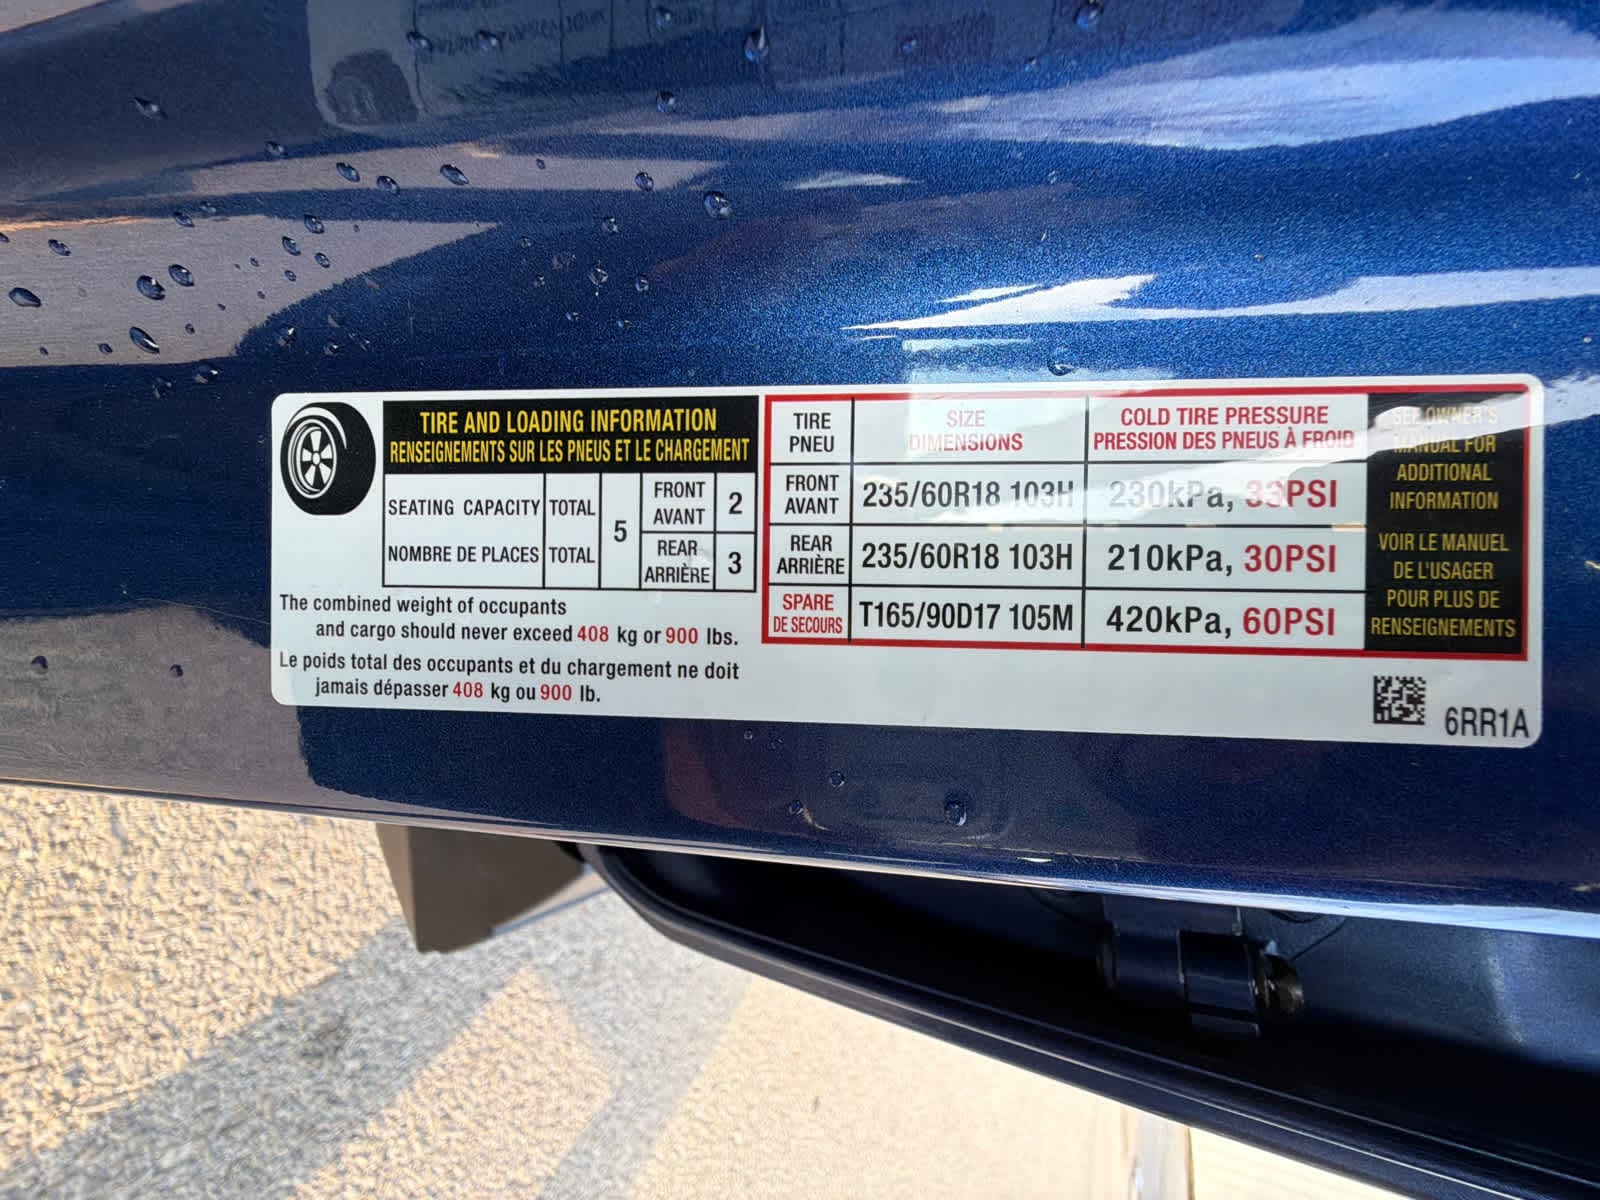 TIRE AND LOADING INFORMATION
RENSEIGNEMENTS SUR LES PNEUS ET LE CHARGEMENT
SEATING CAPACITY TOTAL
NOMBRE DE PLACES TOTAL
5
FRONT
AVANT
2
REAR
ARRIÈRE
3
The combined weight of occupants
and cargo should never exceed 408 kg or 900 lbs.
Le poids total des occupants et du chargement ne doit
jamais dépasser 408 kg ou 900 lb.
TIRE
PNEU
SIZE
DIMENSIONS
COLD TIRE PRESSURE
PRESSION DES PNEUS À FROID
FRONT
AVANT
235/60R18 103H
230kPa, 33PSI
REAR
ARRIÈRE
235/60R18 103H
210kPa, 30PSI
SPARE
DE SECOURS
T165/90D17 105M
420kPa, 60PSI
SEE OWNER'S
MANUAL FOR
ADDITIONAL
INFORMATION
VOIR LE MANUEL
DE L'USAGER
POUR PLUS DE
RENSEIGNEMENTS
6RR1A